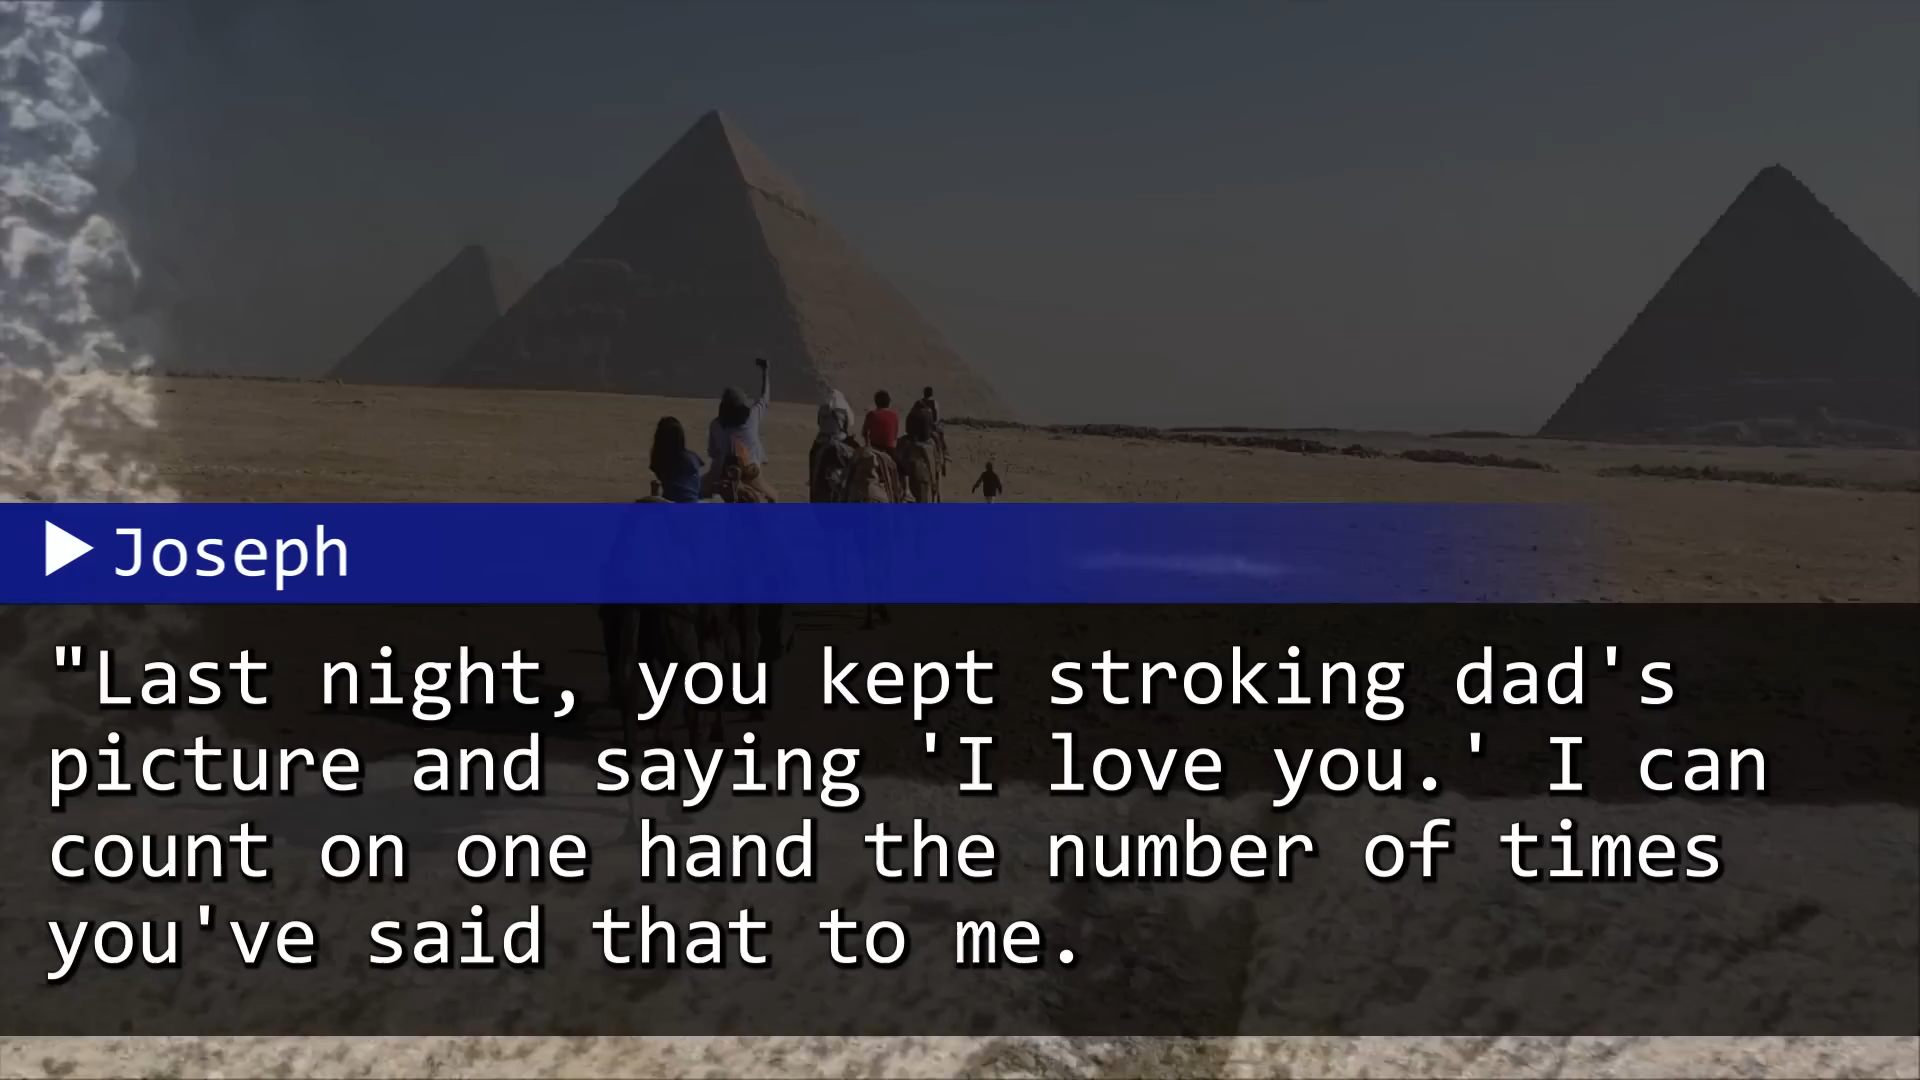 Joseph
"Last night, you kept stroking dad's
picture and saying 'I love you.' I can
count on one hand the number of times
you've said that to me.